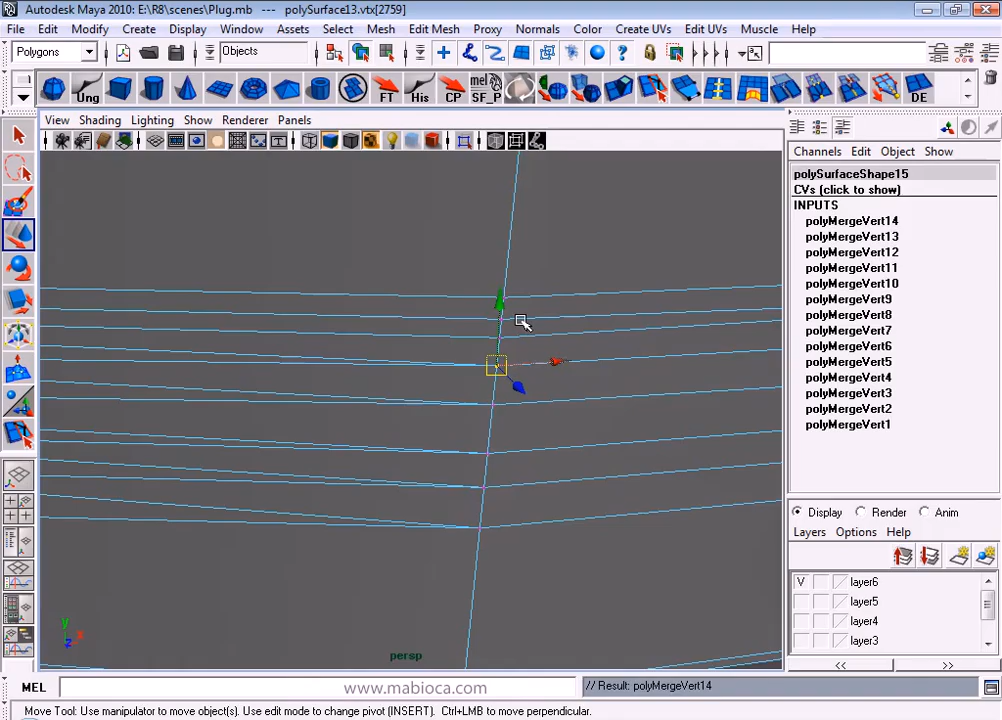 Autodesk Maya 2010: E:\R8\scenes\Plug.mb   ---   polySurface13.vtx[2759]
File Edit Modify Create Display Window Assets Select Mesh Edit Mesh Proxy Normals Color Create UVs Edit UVs Muscle Help
Polygons Objects
Ung FT His CP mel SF_P DE
View Shading Lighting Show Renderer Panels
Channels Edit Object Show
polySurfaceShape15
CVs (click to show)
INPUTS
polyMergeVert14
polyMergeVert13
polyMergeVert12
polyMergeVert11
polyMergeVert10
polyMergeVert9
polyMergeVert8
polyMergeVert7
polyMergeVert6
polyMergeVert5
polyMergeVert4
polyMergeVert3
polyMergeVert2
polyMergeVert1
Display Render Anim
Layers Options Help
V layer6
layer5
layer4
layer3
y
x
z
persp
<< >>
MEL www.mabioca.com // Result: polyMergeVert14
Move Tool: Use manipulator to move object(s). Use edit mode to change pivot (INSERT).  Ctrl+LMB to move perpendicular.